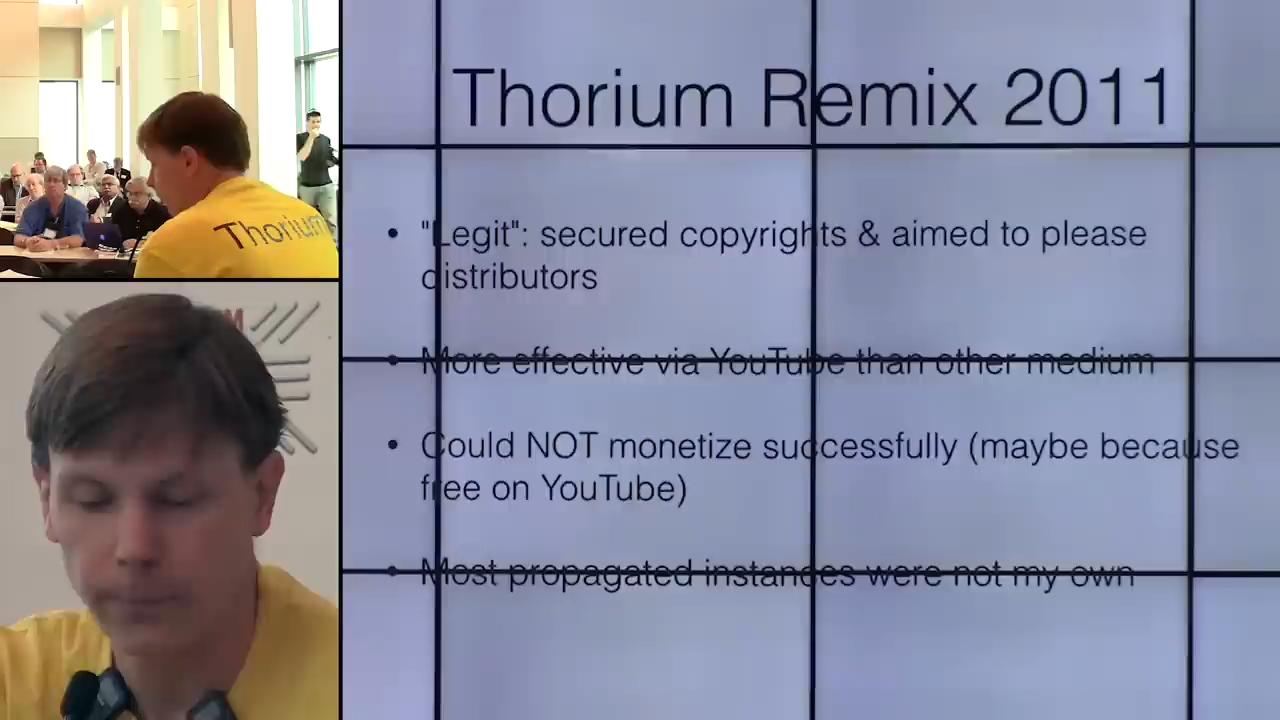 Thorium Remix 2011
Thorium
• "Legit": secured copyrights & aimed to please
distributors
• More effective via YouTube than other medium
• Could NOT monetize successfully (maybe because
free on YouTube)
• Most propagated instances were not my own